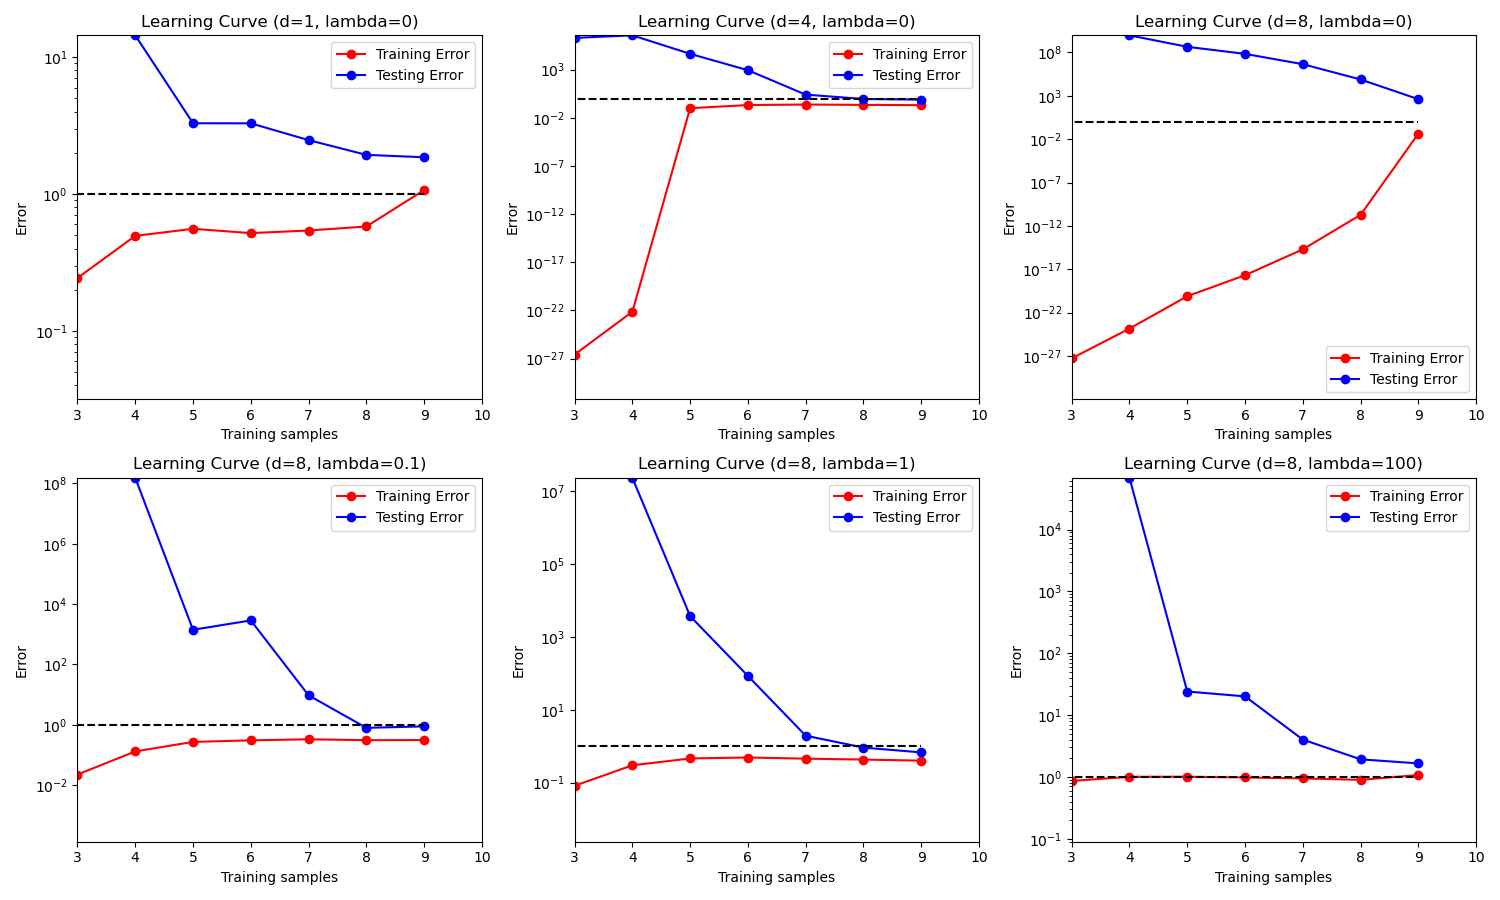 Learning Curve (d=1, lambda=0)
Error
10¹
10⁰
10⁻¹
Training Error
Testing Error
3 4 5 6 7 8 9 10
Training samples
Learning Curve (d=4, lambda=0)
Error
10³
10⁻²
10⁻⁷
10⁻¹²
10⁻¹⁷
10⁻²²
10⁻²⁷
Training Error
Testing Error
3 4 5 6 7 8 9 10
Training samples
Learning Curve (d=8, lambda=0)
Error
10⁸
10³
10⁻²
10⁻⁷
10⁻¹²
10⁻¹⁷
10⁻²²
10⁻²⁷
Training Error
Testing Error
3 4 5 6 7 8 9 10
Training samples
Learning Curve (d=8, lambda=0.1)
Error
10⁸
10⁶
10⁴
10²
10⁰
10⁻²
Training Error
Testing Error
3 4 5 6 7 8 9 10
Training samples
Learning Curve (d=8, lambda=1)
Error
10⁷
10⁵
10³
10¹
10⁻¹
Training Error
Testing Error
3 4 5 6 7 8 9 10
Training samples
Learning Curve (d=8, lambda=100)
Error
10⁴
10³
10²
10¹
10⁰
10⁻¹
Training Error
Testing Error
3 4 5 6 7 8 9 10
Training samples